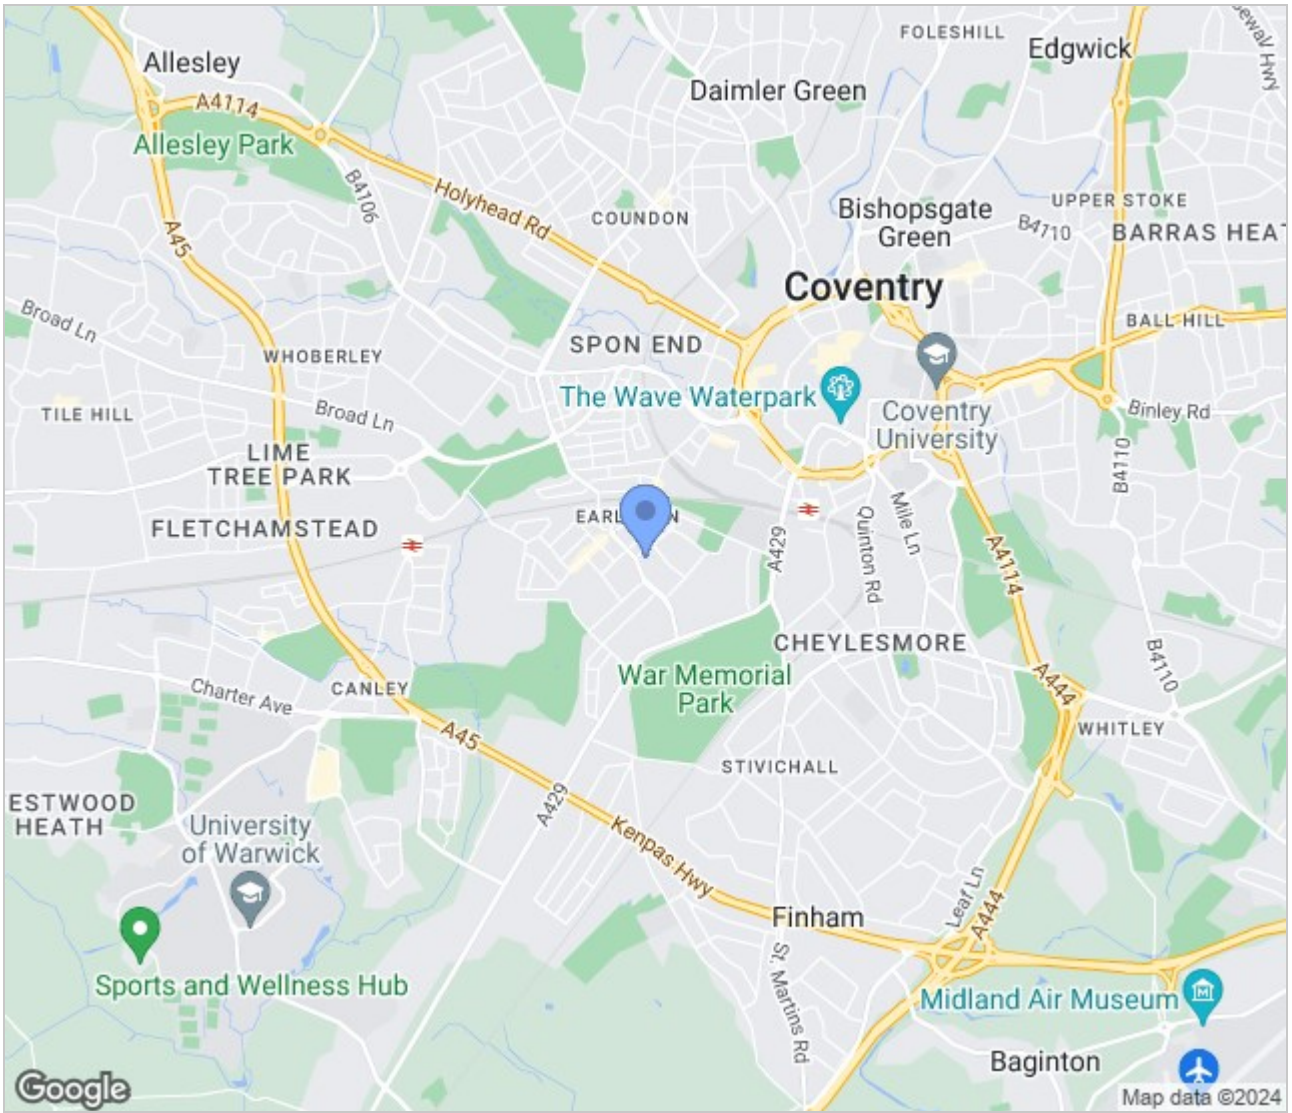 FOLESHILL
Edgwick
Allesley
Daimler Green
A4114
Allesley Park
B4106
Holyhead Rd
COUNDON
Bishopsgate
Green
UPPER STOKE
B4710
A45
Coventry
Broad Ln
BALL HILL
SPON END
WHOBERLEY
The Wave Waterpark
TILE HILL
Broad Ln
Coventry
University
Binley Rd
LIME
TREE PARK
B4110
FLETCHAMSTEAD
Mile Ln
Quinton Rd
A429
A4114
CHEYLESMORE
War Memorial
Park
B4110
A444
CANLEY
Charter Ave
WHITLEY
A45
STIVICHALL
A429
ESTWOOD
HEATH
University
of Warwick
Kenpas Hwy
Leaf Ln
A444
Finham
St. Martins Rd
Sports and Wellness Hub
Midland Air Museum
Baginton
Google
Map data ©2024